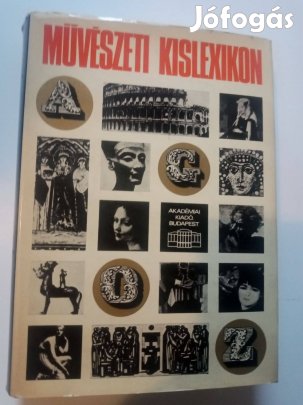 Jófogás
MŰVÉSZETI KISLEXIKON
A
C
AKADÉMIAI
KIADÓ
BUDAPEST
O
Z